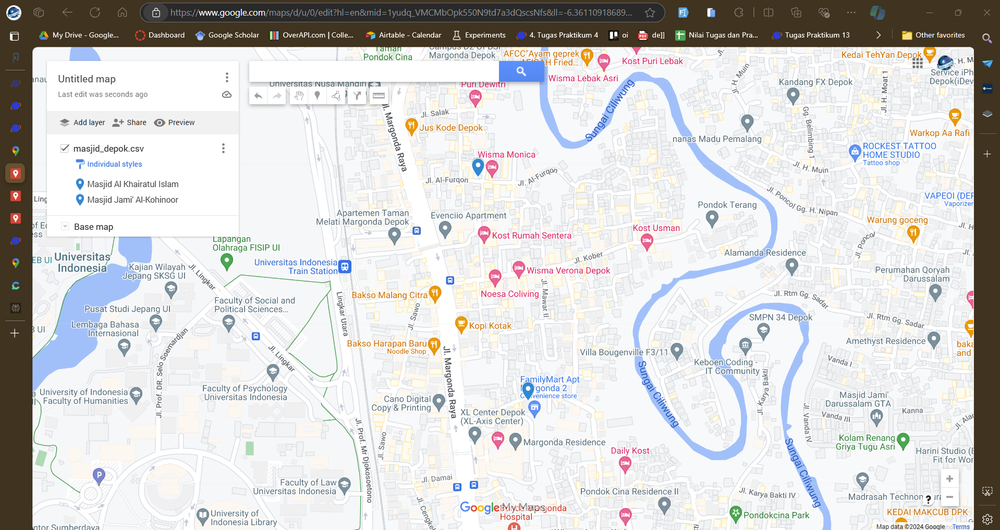 https://www.google.com/maps/d/u/0/edit?hl=en&mid=1yudq_VMCMbOpk550N9td7a3dQscsNfs&ll=-6.36110918689...
My Drive - Google...
Dashboard
Google Scholar
OverAPI.com | Colle...
Airtable - Calendar
Experiments
4. Tugas Praktikum 4
oi
de]]
Nilai Tugas dan Pra...
Tugas Praktikum 13
Other favorites
Untitled map
Last edit was seconds ago
Add layer
Share
Preview
masjid_depok.csv
Individual styles
Masjid Al Khairatul Islam
Masjid Jami' Al-Kohinoor
Base map
Taman
Pondok Cina
Margonda Depok
AFCC"Ayam geprek
Kost Puri Lebak
Kedai TehYan Depok
Wisma Lebak Asri
Service iPh
Depok(iDev
Universitas Nusa Mandiri
Puri Dewitri
Kandang FX Depok
Jl. H. Muin
Jl. H. Moat 1
Jl. Salak
Jus Kode Depok
Jl. Margonda Raya
Sungai Ciliwung
nanas Madu Pemalang
Gg. Belimbing 1
Warkop Aa Rafi
ROCKEST TATTOO
HOME STUDIO
Tattoo shop
Wisma Monica
Jl. H. Muin
Jl. Al-Furqon
Jl. Al-Furqon
Jl. Poncol Gg. H. Nipan
VAPEOI (DEP
Vaporizer
Pondok Terang
Apartemen Taman
Melati Margonda Depok
Evenciio Apartment
Warung goceng
Kost Rumah Sentera
Kost Usman
Jl. Poncol
Lapangan
Olahraga FISIP UI
EB UI
Universitas
Indonesia
Universitas Indonesia
Train Station
Jl. Kober
Alamanda Residence
Kajian Wilayah
Jepang SKSG UI
Jl. Lingkar
Wisma Verona Depok
Perumahan Qoryah
Darussalam
Noesa Coliving
Jl. Mawar II
Bakso Malang Citra
Lingkar Utara
Jl. Sawo
Jl. Rtm Gg. Sadar
Faculty of Social and
Political Sciences...
Pusat Studi Jepang UI
Lembaga Bahasa
Internasional
SMPN 34 Depok
Jl. Rtm Gg. Sadar
Kopi Kotak
Jl. Prof. DR. Selo Soemardjan
Jl. Lingkar
Bakso Harapan Baru
Noodle Shop
Jl. Margonda Raya
Villa Bougenville F3/11
Amethyst Residence
baka
and
Keboen Coding -
IT Community
Vanda I
Sungai Ciliwung
Jl. Karya Bakti
FamilyMart Apt
Margonda 2
Convenience store
University of Indonesia
Faculty of Humanities
Faculty of Psychology
Universitas Indonesia
Cano Digital
Copy & Printing
XL Center Depok
(XL-Axis Center)
Masjid Jami'
Darussalam GTA
Vanda III
Kanna
Jl. Vanda IV
Margonda Residence
Kolam Renang
Griya Tugu Asri
Jl. Sawo
Jl. Prof. Mr Djokosoetono
Daily Kost
Harini Studio (B
Fit for Wor
Sungai Ciliwung
P
Jl. Damai
Faculty of Law
Universitas Indonesia
Pondok Cina Residence II
Jl. Karya Bakti IV
Madrasah Technon
Google My Maps
Hospital
University of
Indonesia Library
Pondokcina Park
KEDAI MAKCUB DPK
Map data ©2024 Google
Terms